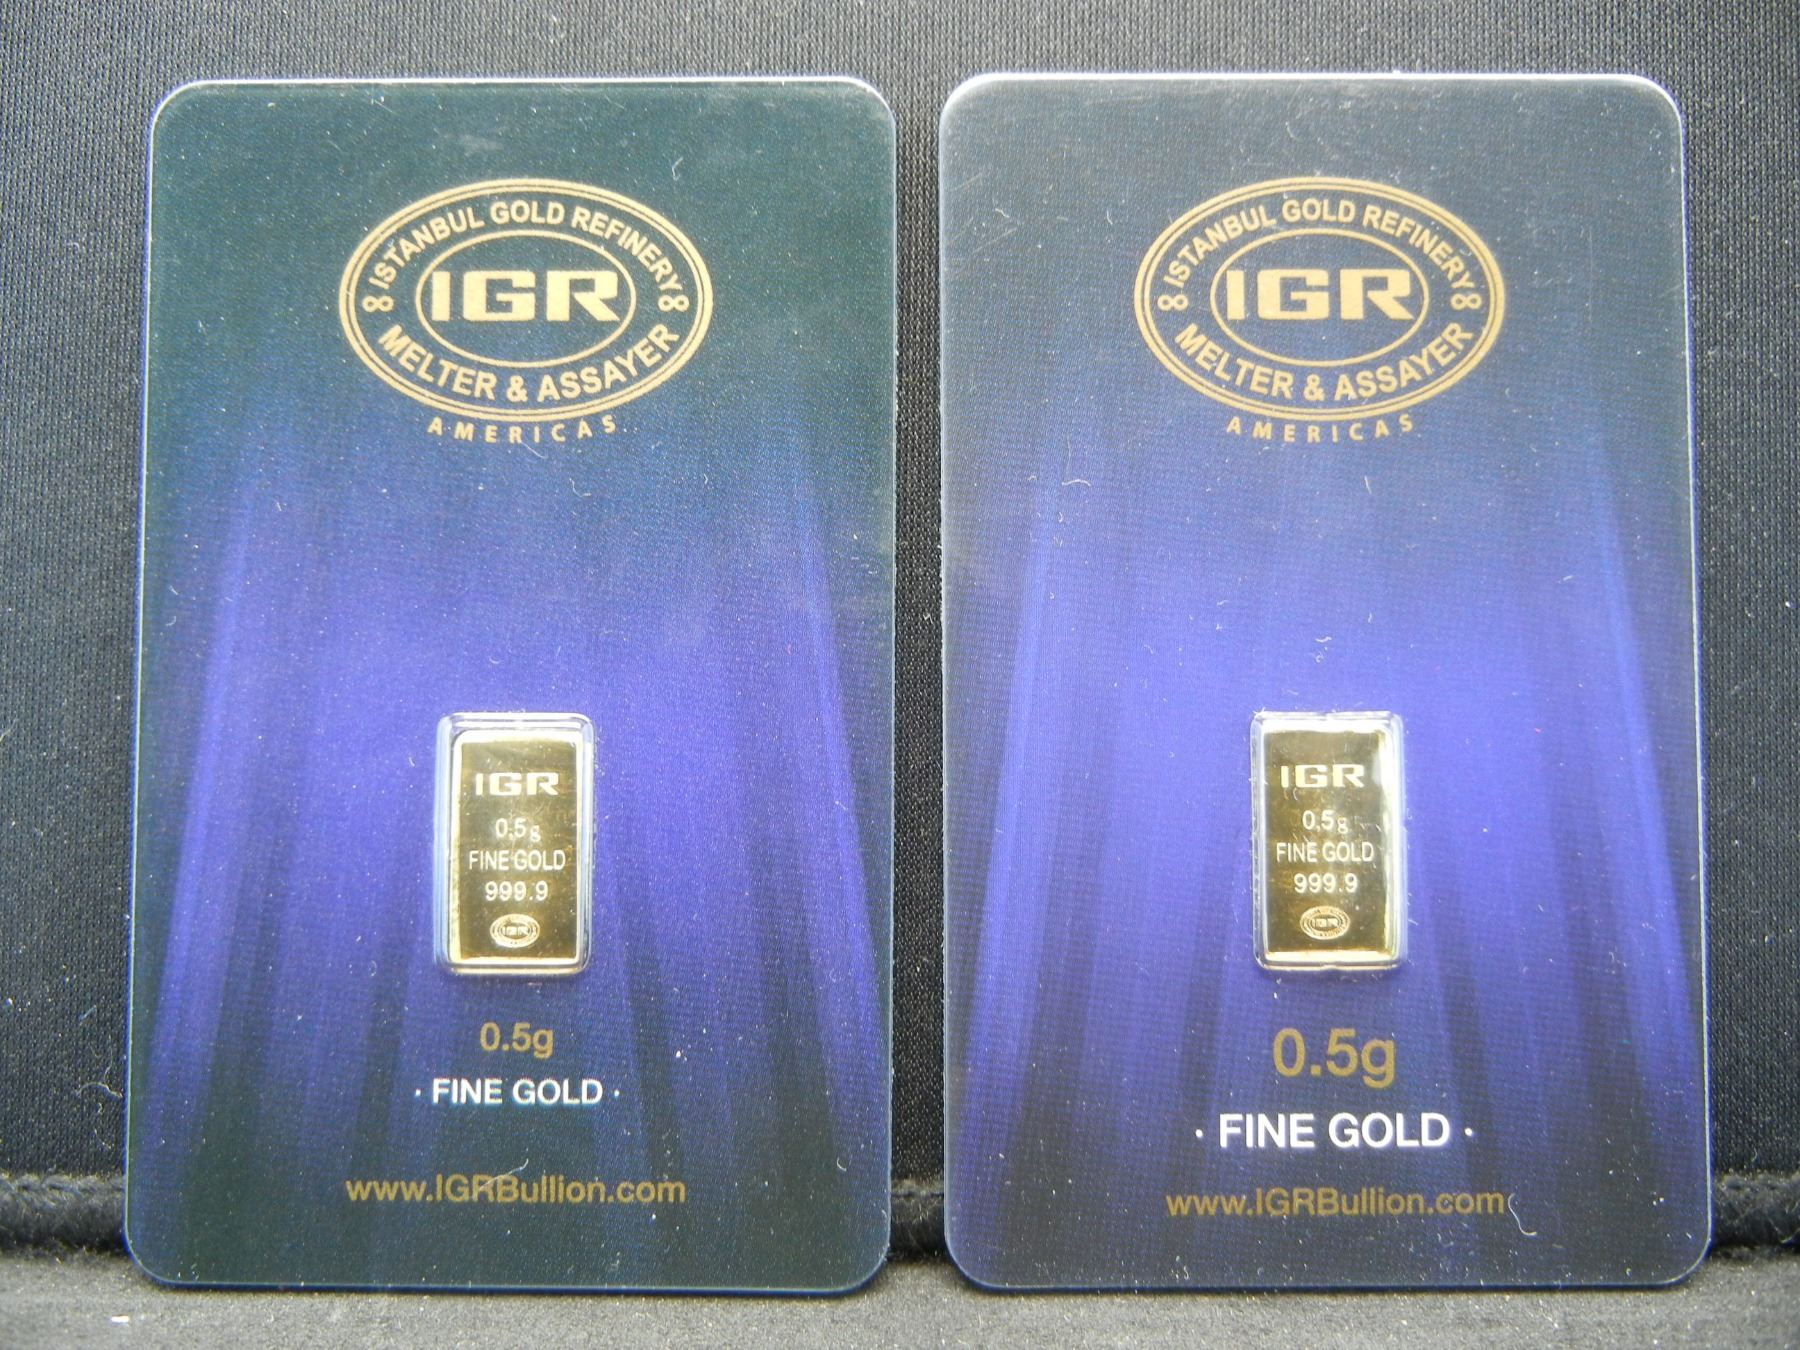 ISTANBUL GOLD REFINERY
IGR
MELTER & ASSAYER
AMERICAS
IGR
0.5g
FINE GOLD
999.9
IGR
0.5g
· FINE GOLD ·
www.IGRBullion.com
ISTANBUL GOLD REFINERY
IGR
MELTER & ASSAYER
AMERICAS
IGR
0.5g
FINE GOLD
999.9
IGR
0.5g
· FINE GOLD ·
www.IGRBullion.com